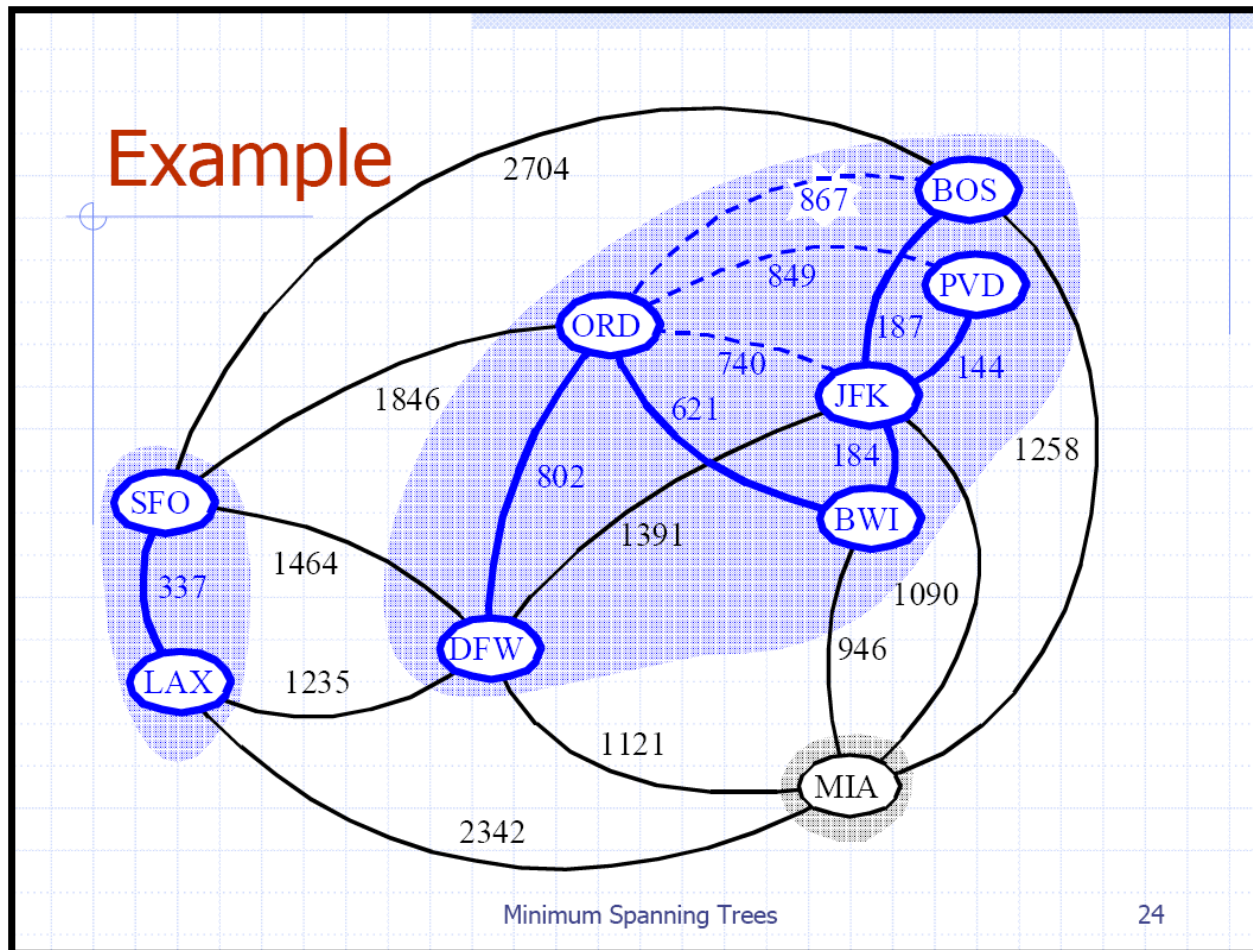 Example
2704
867
BOS
849
PVD
ORD
187
740
144
JFK
1846
621
1258
802
184
SFO
BWI
1391
1464
337
1090
DFW
946
LAX
1235
1121
MIA
2342
Minimum Spanning Trees
24